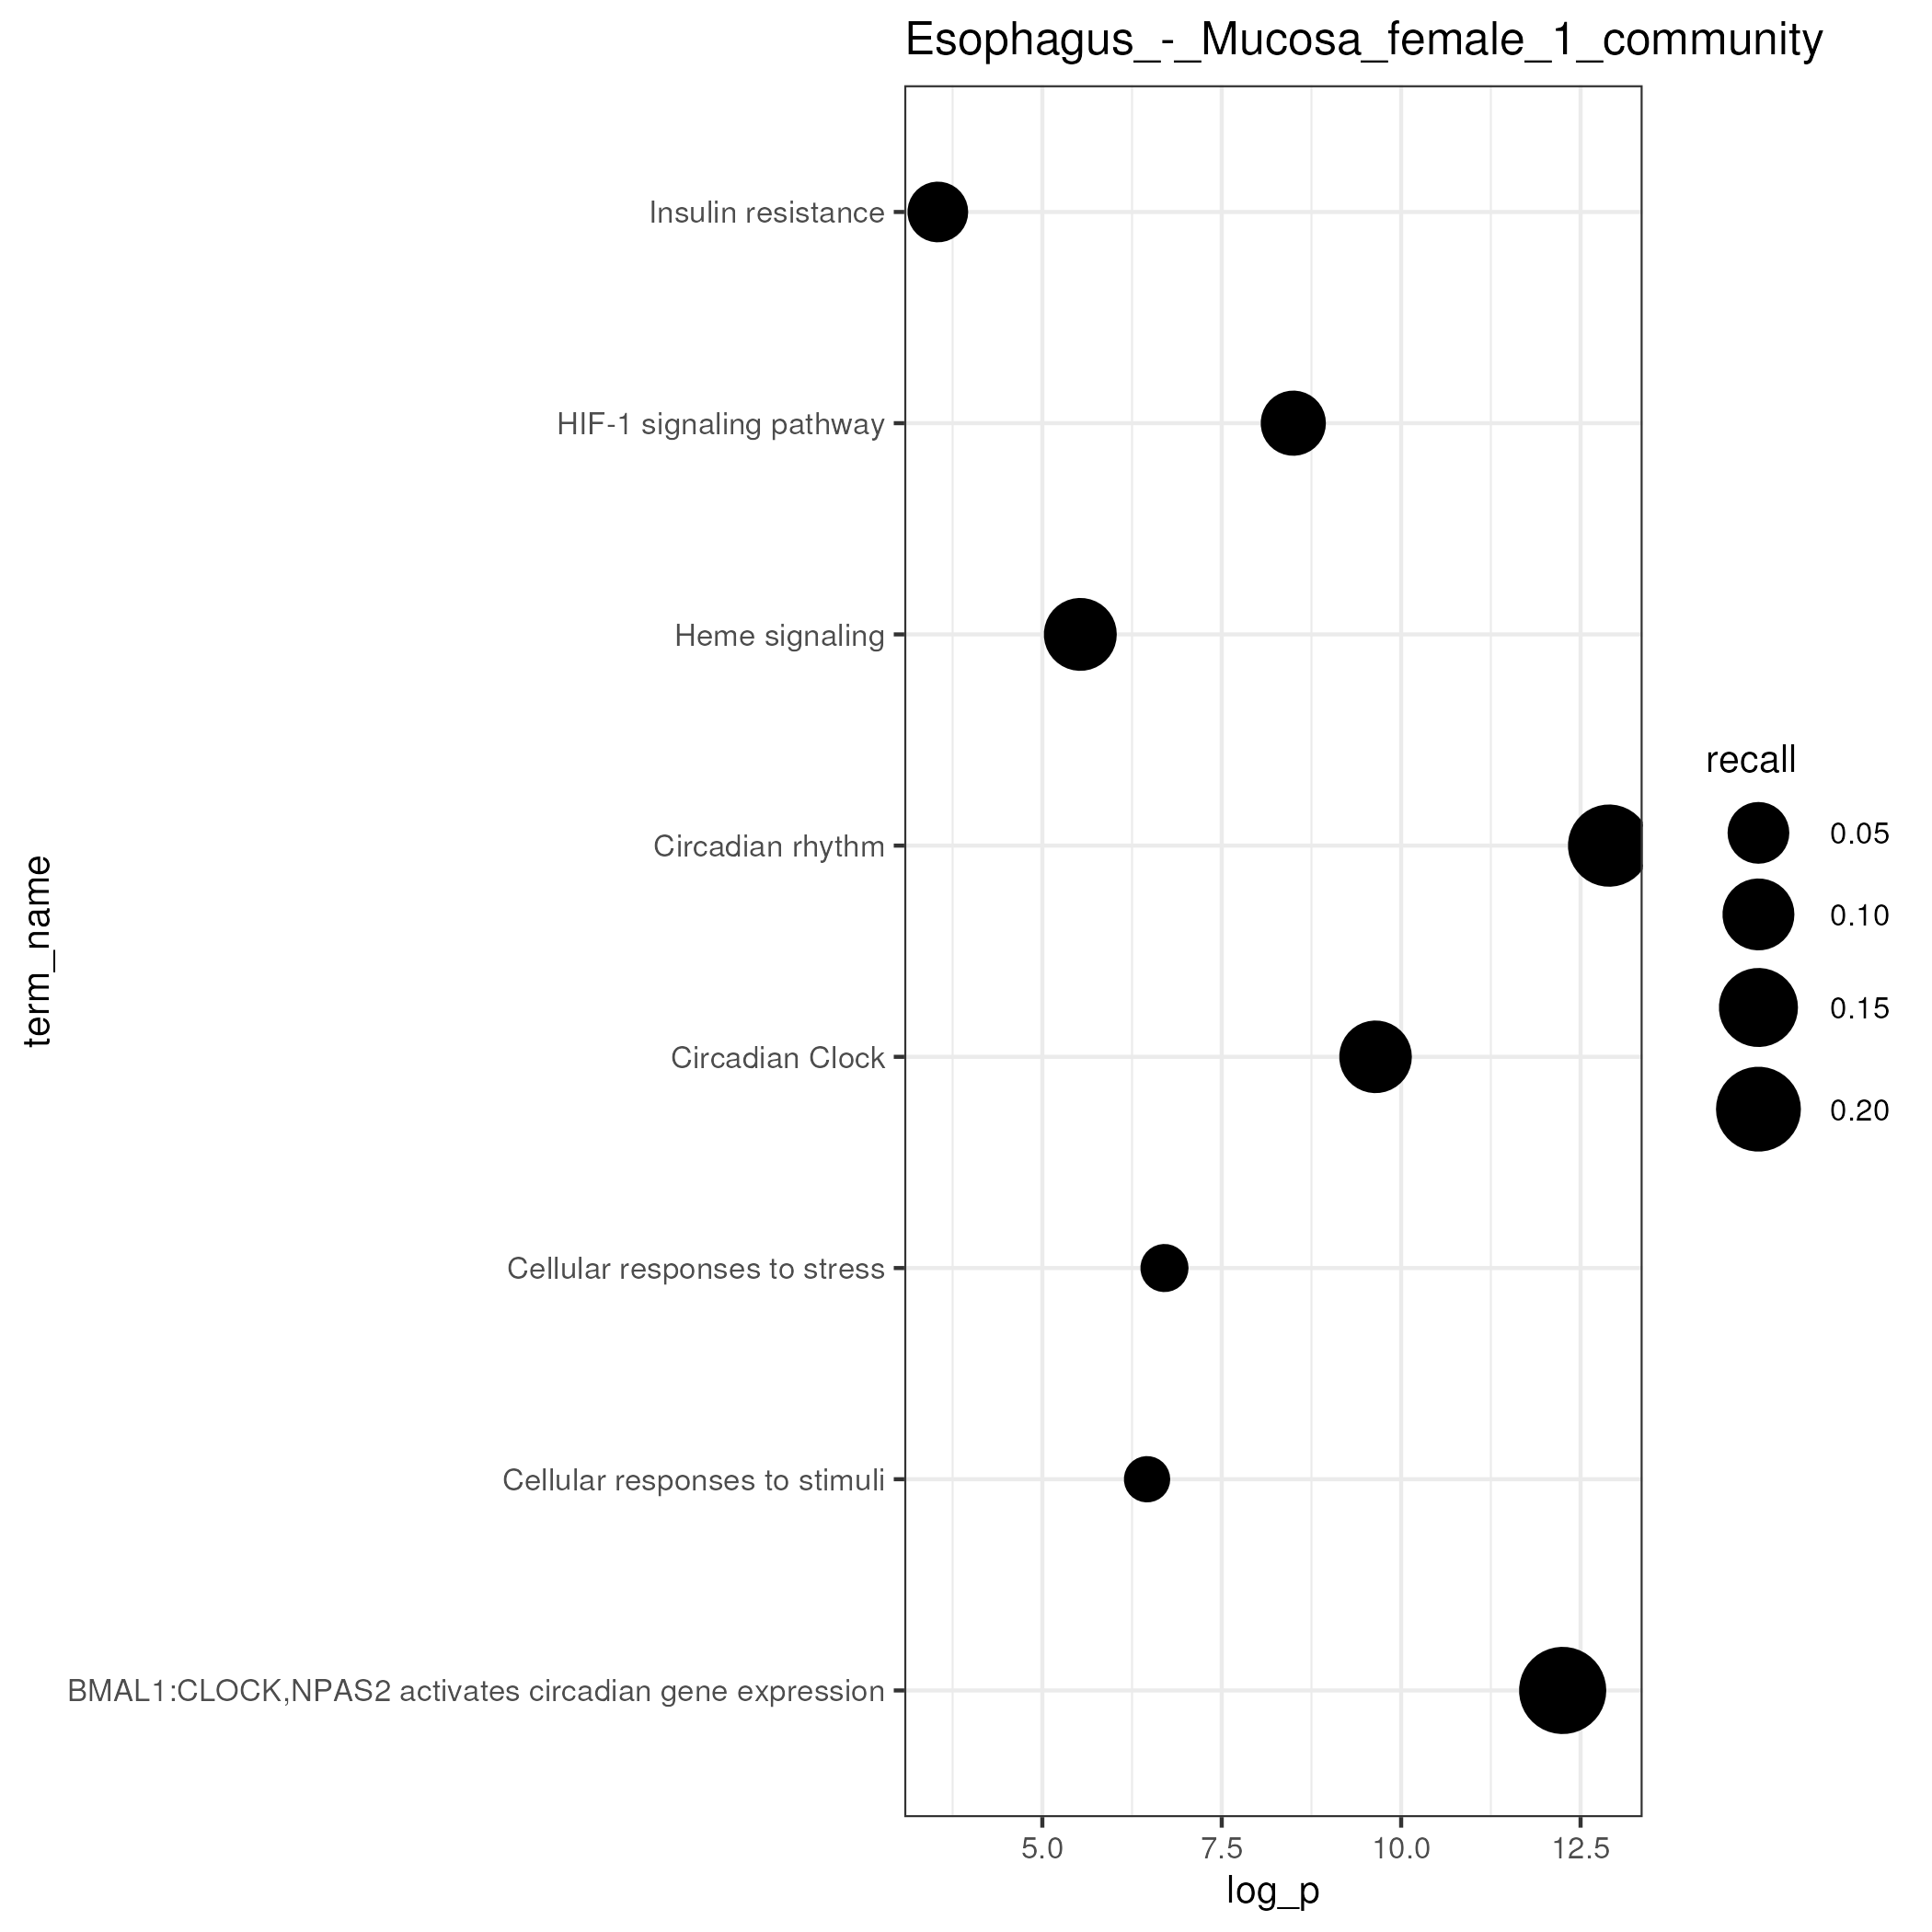 Esophagus_-_Mucosa_female_1_community
Insulin resistance
HIF-1 signaling pathway
Heme signaling
Circadian rhythm
Circadian Clock
Cellular responses to stress
Cellular responses to stimuli
BMAL1:CLOCK,NPAS2 activates circadian gene expression
term_name
5.0 7.5 10.0 12.5
log_p
recall
0.05
0.10
0.15
0.20